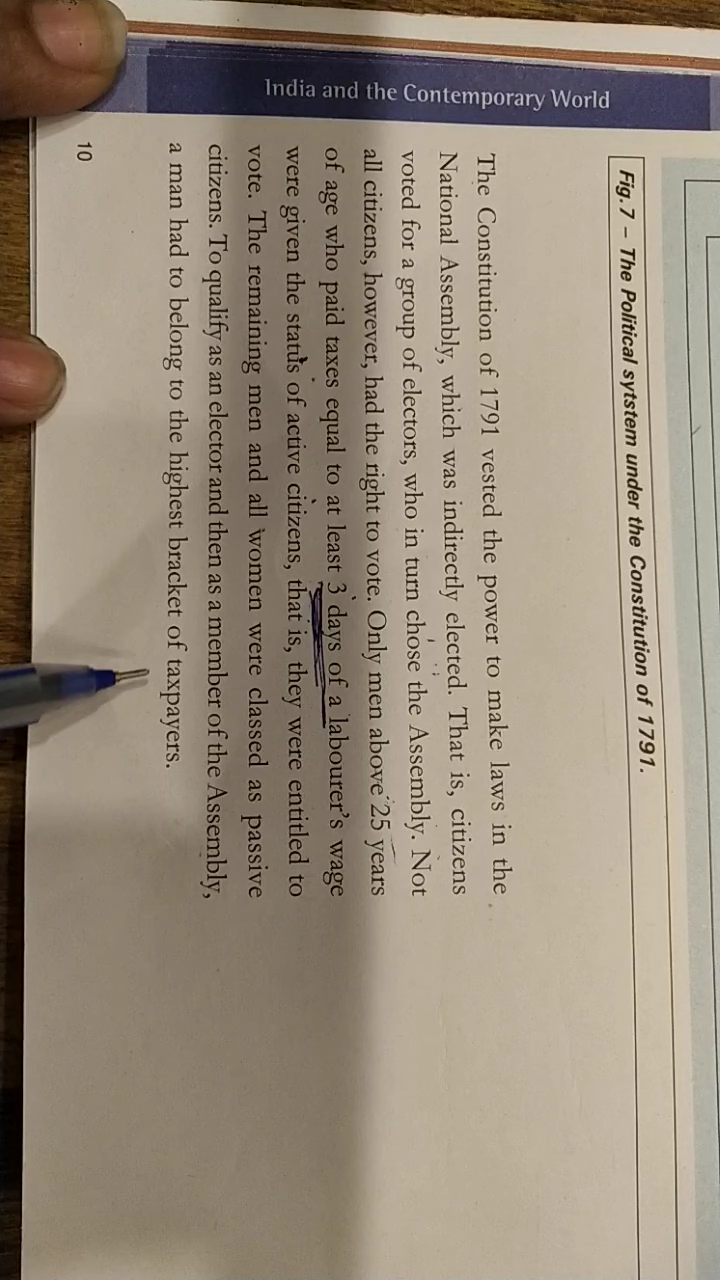 Fig.7 – The Political sytstem under the Constitution of 1791.
The Constitution of 1791 vested the power to make laws in the
National Assembly, which was indirectly elected. That is, citizens
voted for a group of electors, who in turn chose the Assembly. Not
all citizens, however, had the right to vote. Only men above 25 years
of age who paid taxes equal to at least 3 days of a labourer's wage
were given the status of active citizens, that is, they were entitled to
vote. The remaining men and all women were classed as passive
citizens. To qualify as an elector and then as a member of the Assembly,
a man had to belong to the highest bracket of taxpayers.
India and the Contemporary World
10